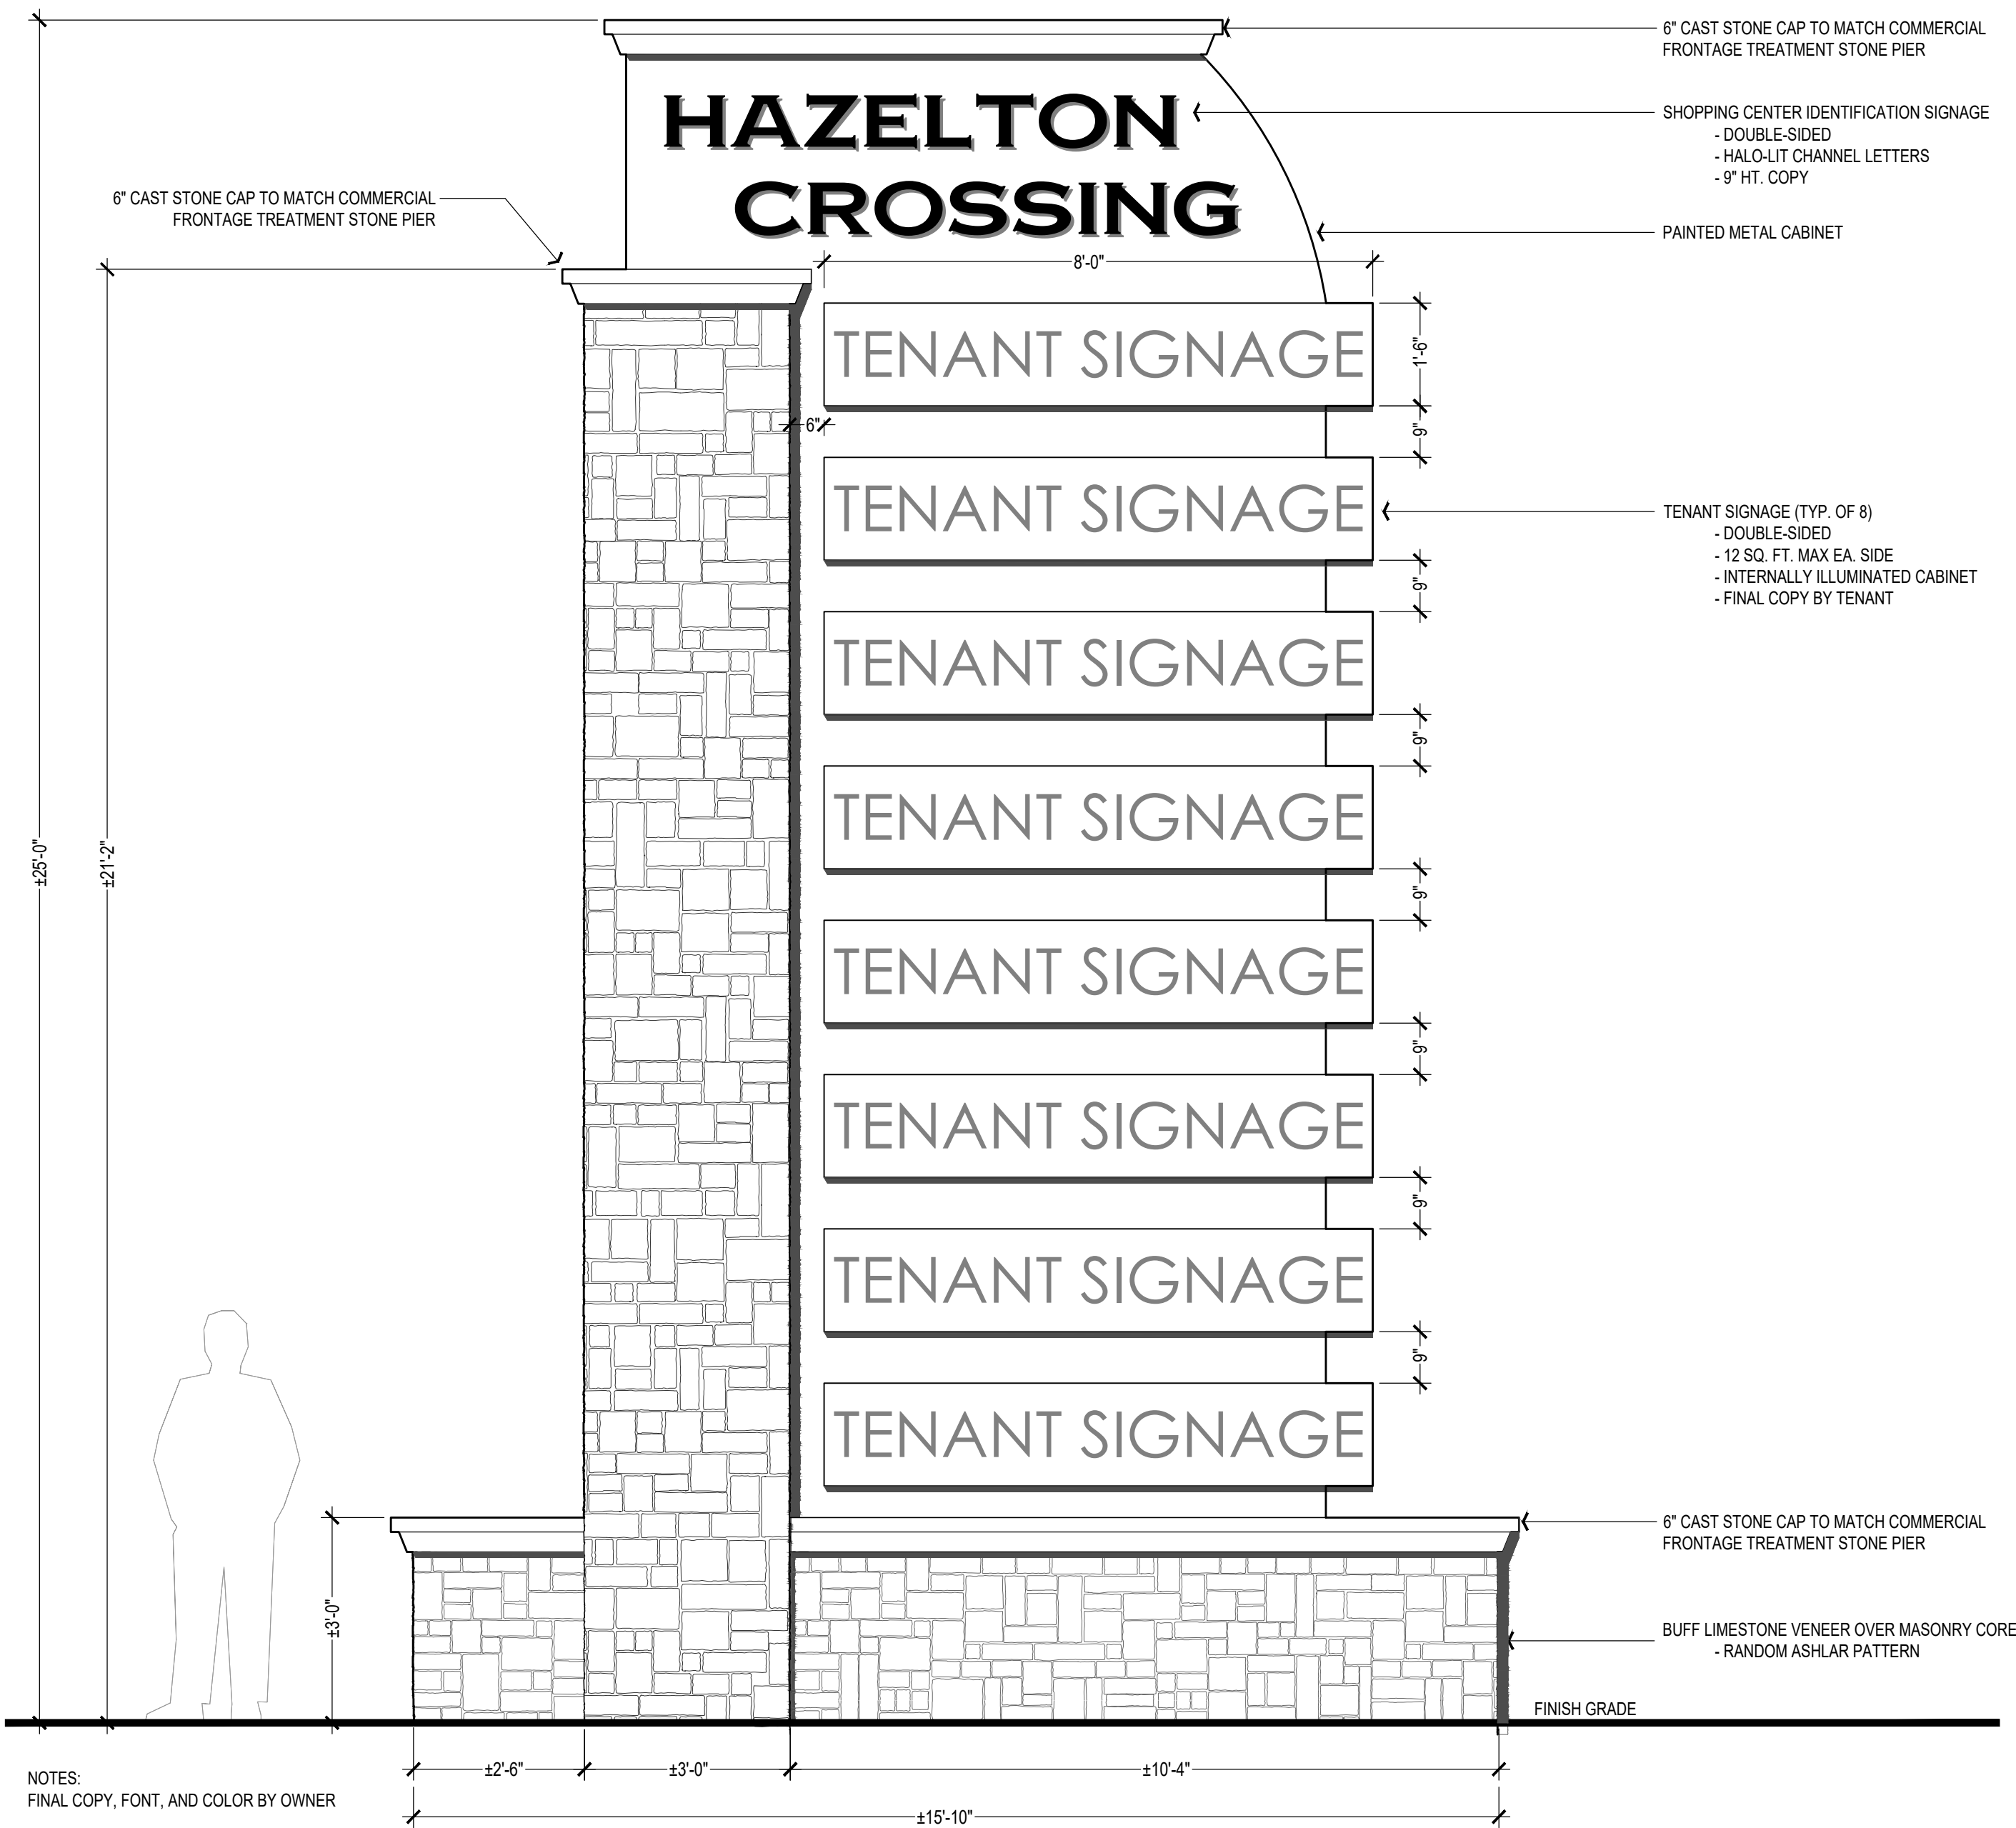 6" CAST STONE CAP TO MATCH COMMERCIAL
FRONTAGE TREATMENT STONE PIER
HAZELTON
CROSSING
SHOPPING CENTER IDENTIFICATION SIGNAGE
- DOUBLE-SIDED
- HALO-LIT CHANNEL LETTERS
- 9" HT. COPY
6" CAST STONE CAP TO MATCH COMMERCIAL
FRONTAGE TREATMENT STONE PIER
PAINTED METAL CABINET
8'-0"
TENANT SIGNAGE
1'-6"
6"
9"
TENANT SIGNAGE
TENANT SIGNAGE (TYP. OF 8)
- DOUBLE-SIDED
- 12 SQ. FT. MAX EA. SIDE
- INTERNALLY ILLUMINATED CABINET
- FINAL COPY BY TENANT
9"
TENANT SIGNAGE
9"
TENANT SIGNAGE
±25'-0"
±21'-2"
9"
TENANT SIGNAGE
9"
TENANT SIGNAGE
9"
TENANT SIGNAGE
9"
TENANT SIGNAGE
6" CAST STONE CAP TO MATCH COMMERCIAL
FRONTAGE TREATMENT STONE PIER
±3'-0"
BUFF LIMESTONE VENEER OVER MASONRY CORE
- RANDOM ASHLAR PATTERN
FINISH GRADE
±2'-6"
±3'-0"
±10'-4"
NOTES:
FINAL COPY, FONT, AND COLOR BY OWNER
±15'-10"